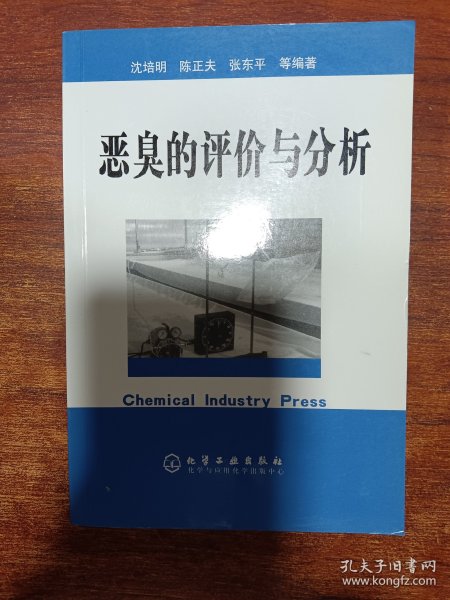 沈培明 陈正夫 张东平 等编著
恶臭的评价与分析
Chemical Industry Press
化学工业出版社
化学与应用化学出版中心
孔夫子旧书网
www.kongfz.com